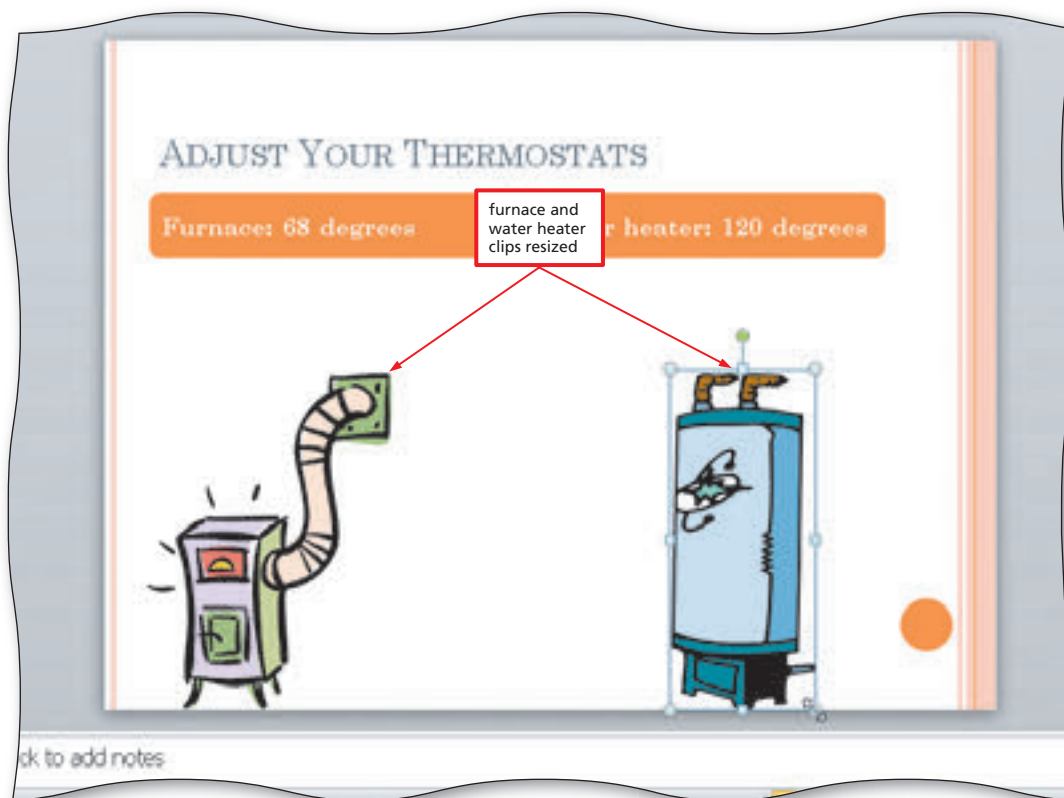 ADJUST YOUR THERMOSTATS
Furnace: 68 degrees r heater: 120 degrees
furnace and
water heater
clips resized
ck to add notes